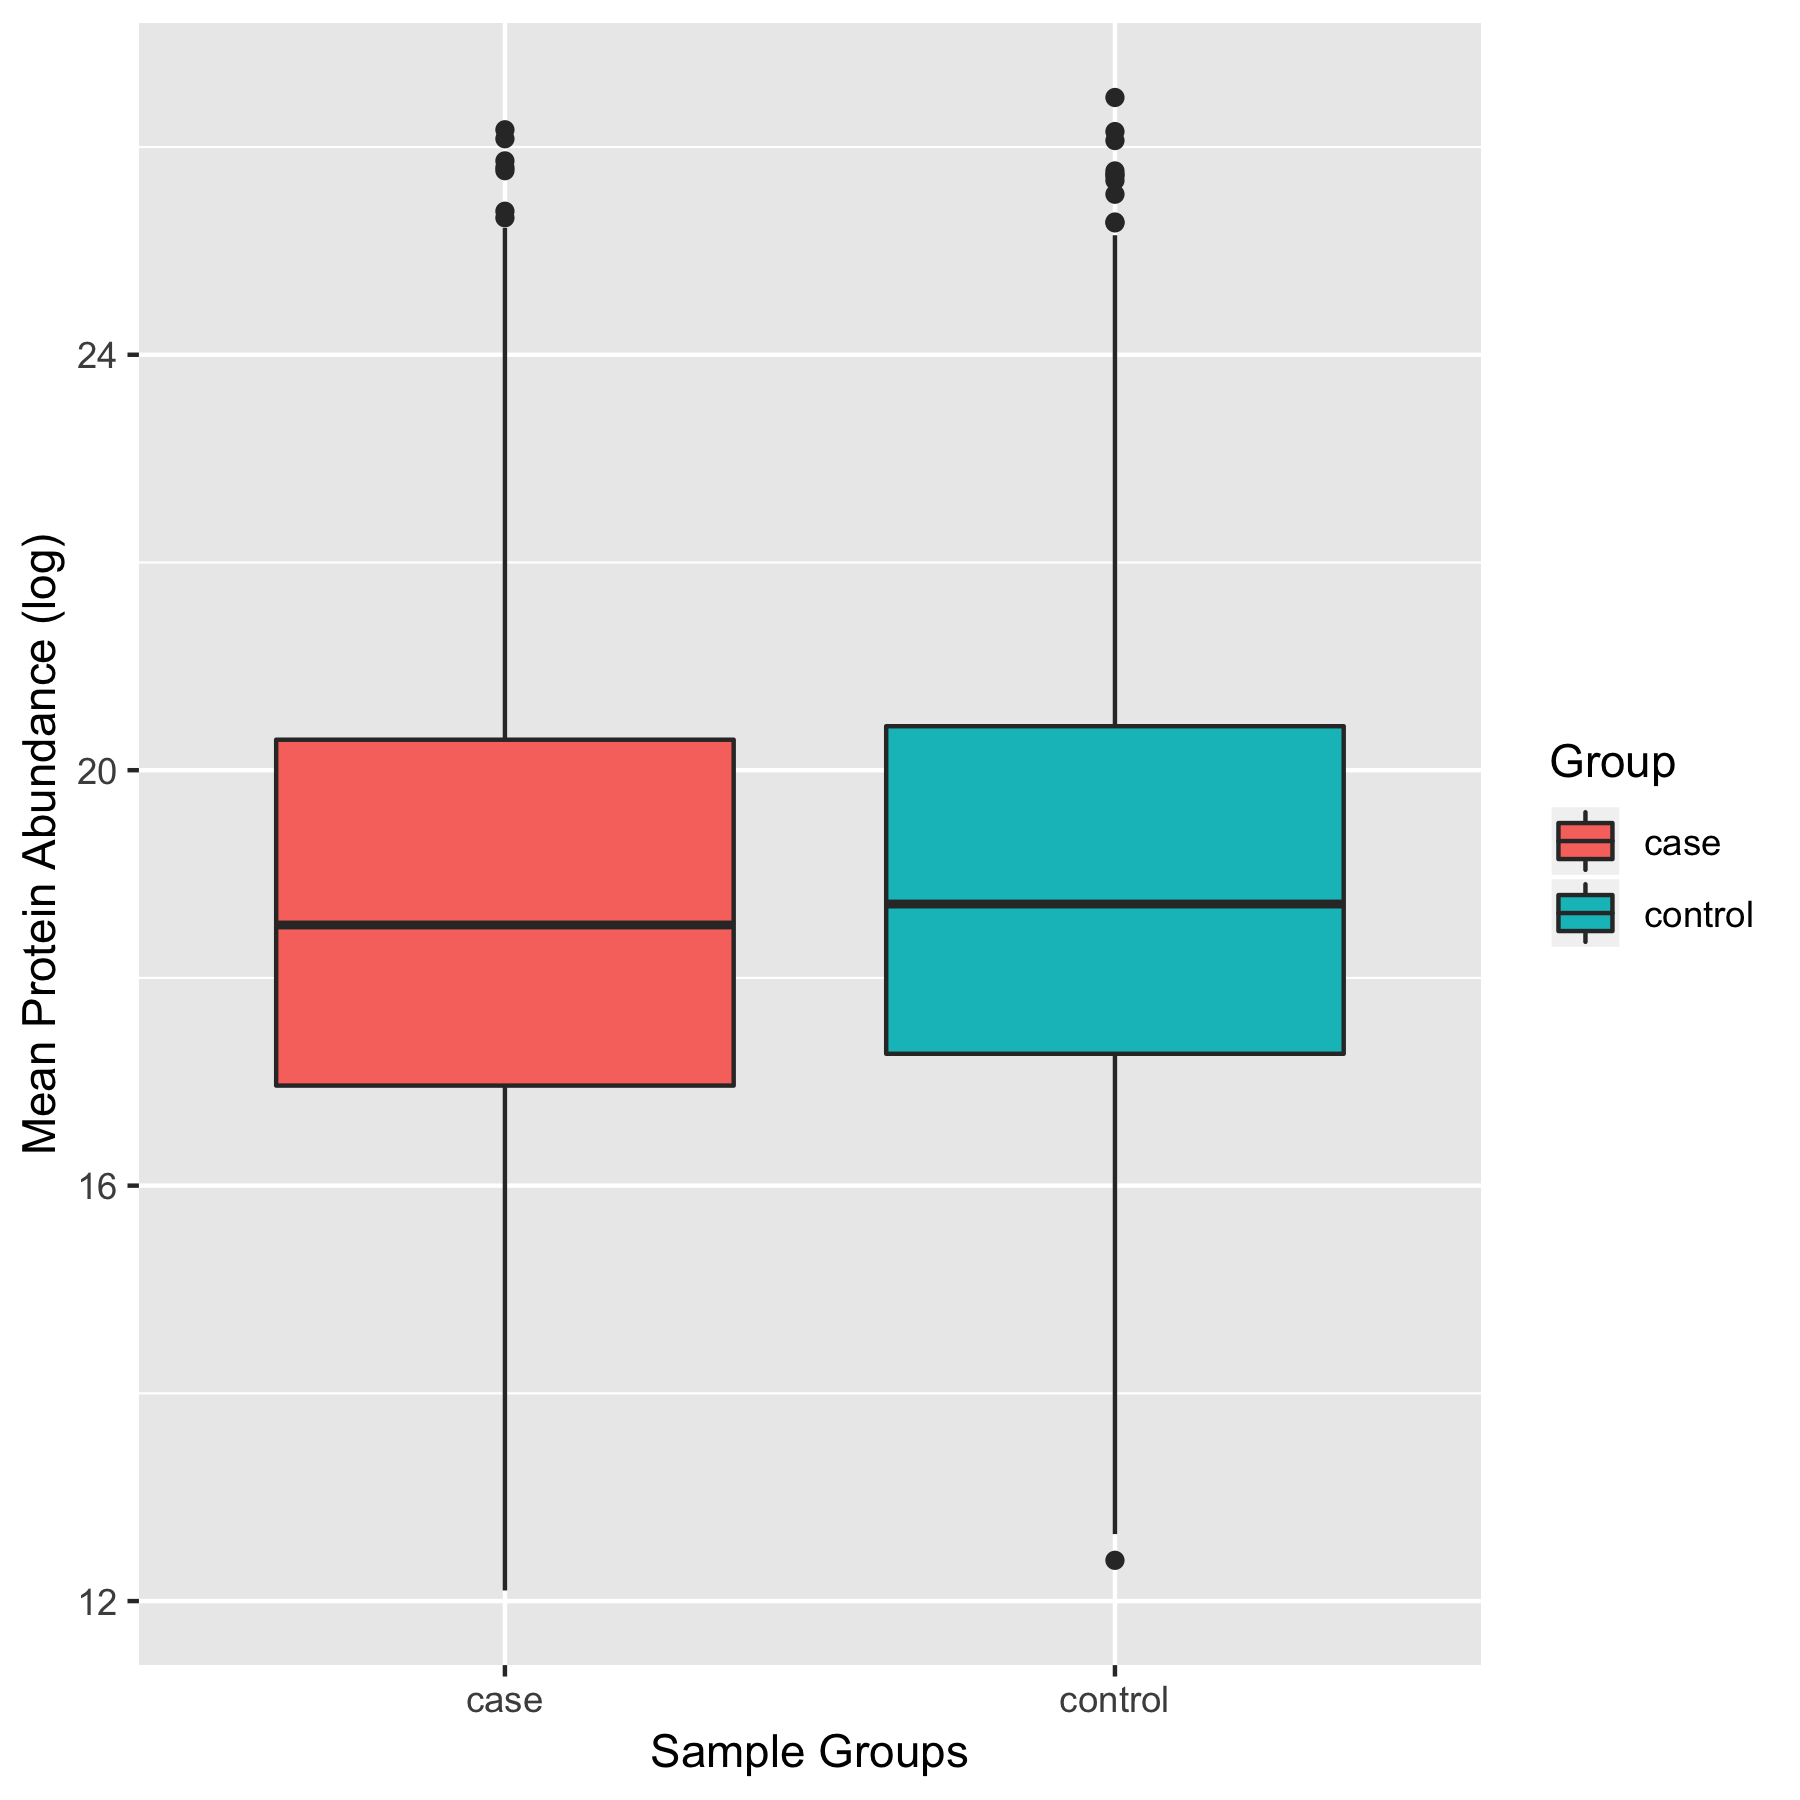 Mean Protein Abundance (log)
24
20
16
12
case
control
Sample Groups
Group
case
control